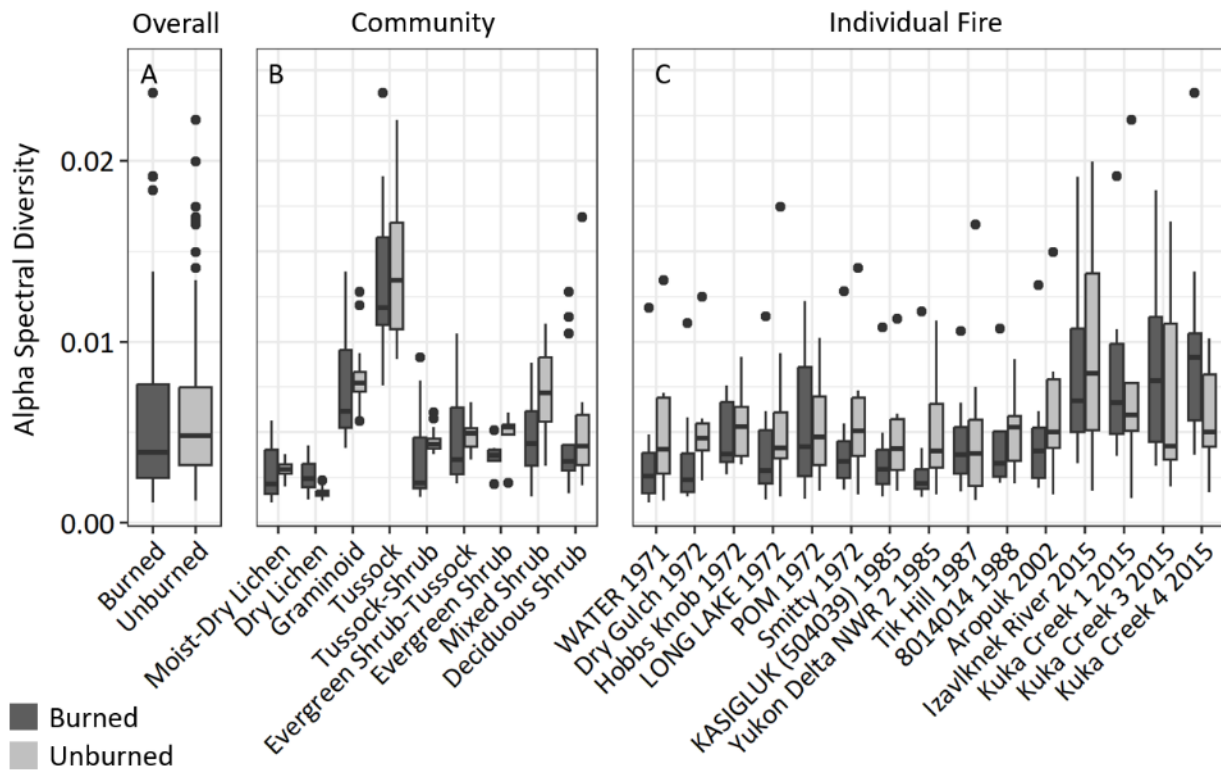 Overall
Community
Individual Fire
A
B
C
Alpha Spectral Diversity
0.02
0.01
0.00
Burned
Unburned
Moist-Dry Lichen
Dry Lichen
Graminoid
Tussock
Tussock-Shrub
Evergreen Shrub-Tussock
Evergreen Shrub
Mixed Shrub
Deciduous Shrub
WATER 1971
Dry Gulch 1972
Hobbs Knob 1972
LONG LAKE 1972
POM 1972
Smitty 1972
KASIGLUK (504039) 1985
Yukon Delta NWR 2 1985
Tik Hill 1987
8014014 1988
Aropuk 2002
Izavlknek River 2015
Kuka Creek 1 2015
Kuka Creek 3 2015
Kuka Creek 4 2015
Burned
Unburned